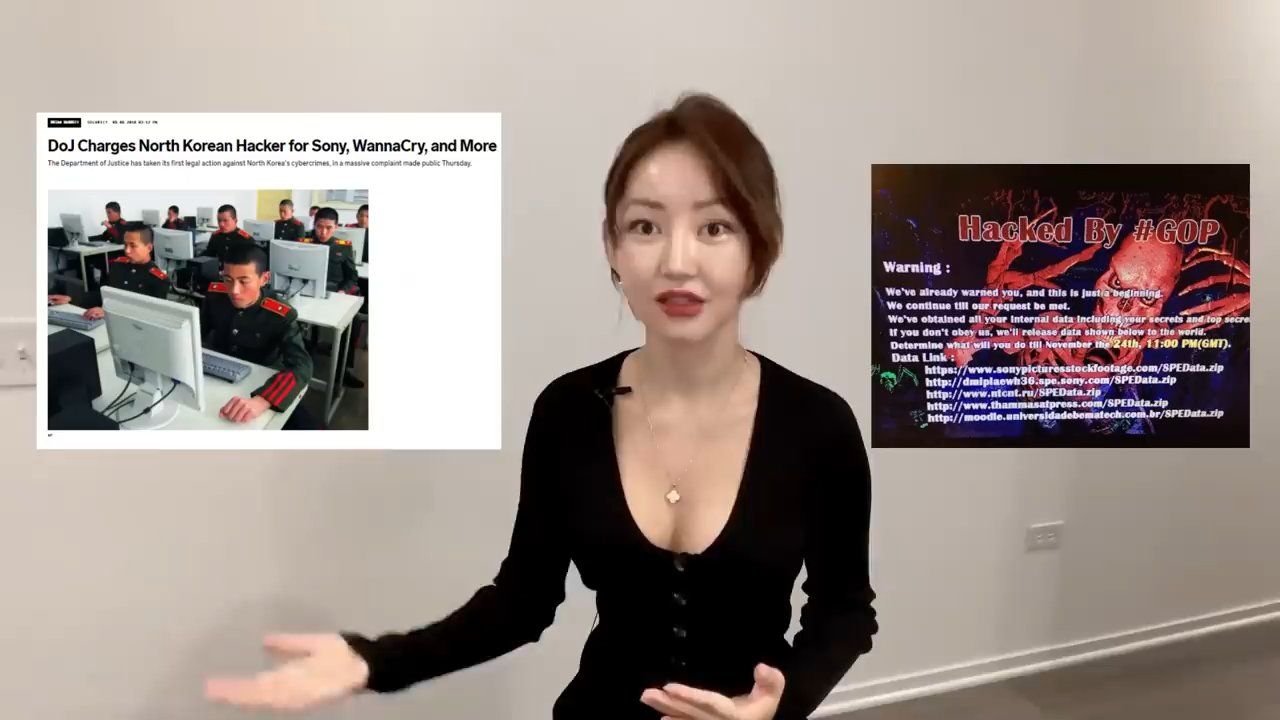 DoJ Charges North Korean Hacker for Sony, WannaCry, and More
The Department of Justice has taken its first legal action against North Korea's cybercrimes, in a massive complaint made public Thursday.
Hacked By #GOP
Warning :
We've already warned you, and this is just a beginning.
We continue till our request be met.
We've obtained all your internal data including your secrets and top secre
If you don't obey us, we'll release data shown below to the world.
Determine what will you do till November the 24th, 11:00 PM(GMT).
Data Link :
https://www.sonypicturesstockfootage.com/SPEData.zip
http://dmiplaewh36.spe.sony.com/SPEData.zip
http://www.ntcnt.ru/SPEData.zip
http://www.thammasatpress.com/SPEData.zip
http://moodle.universidadebematech.com.br/SPEData.zip